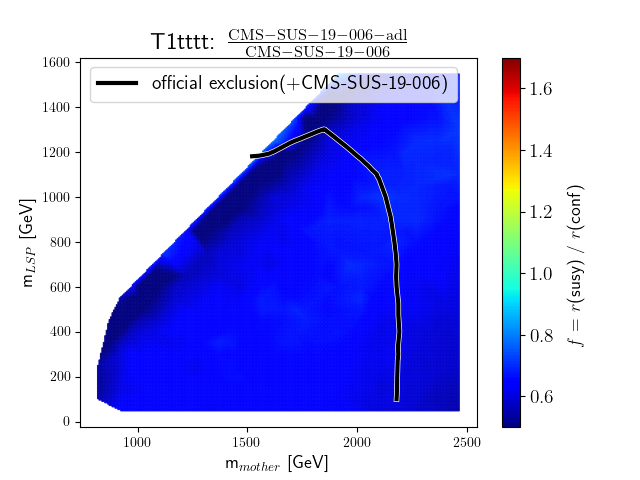 T1tttt: CMS−SUS−19−006−adl
CMS−SUS−19−006
official exclusion(+CMS-SUS-19-006)
1600
1400
1200
1000
800
600
400
200
0
m_LSP [GeV]
1000 1500 2000 2500
m_mother [GeV]
1.6
1.4
1.2
1.0
0.8
0.6
f = r(susy) / r(conf)